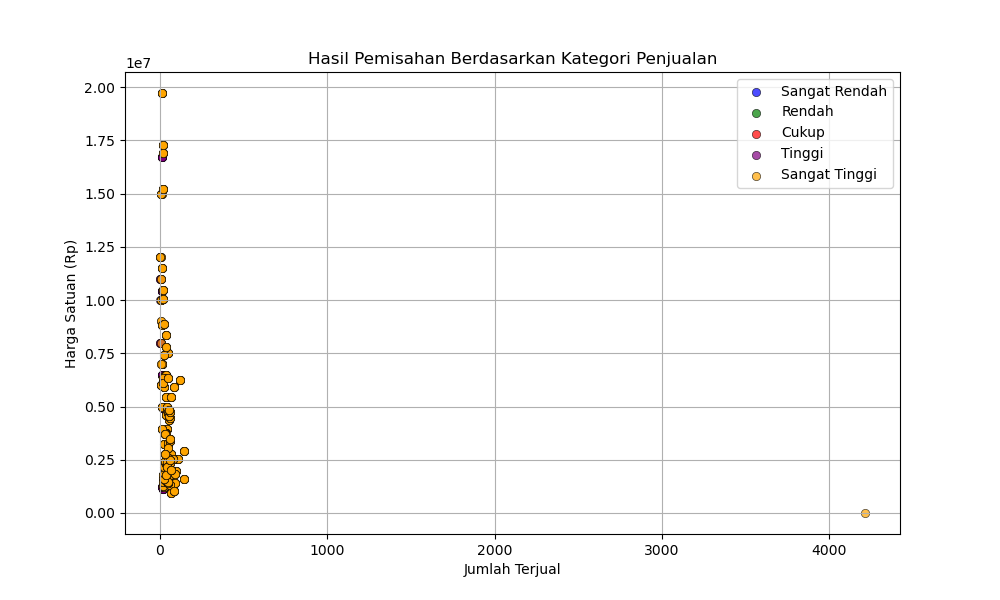 Hasil Pemisahan Berdasarkan Kategori Penjualan
1e7
2.00
1.75
1.50
1.25
1.00
0.75
0.50
0.25
0.00
Harga Satuan (Rp)
Sangat Rendah
Rendah
Cukup
Tinggi
Sangat Tinggi
0 1000 2000 3000 4000
Jumlah Terjual